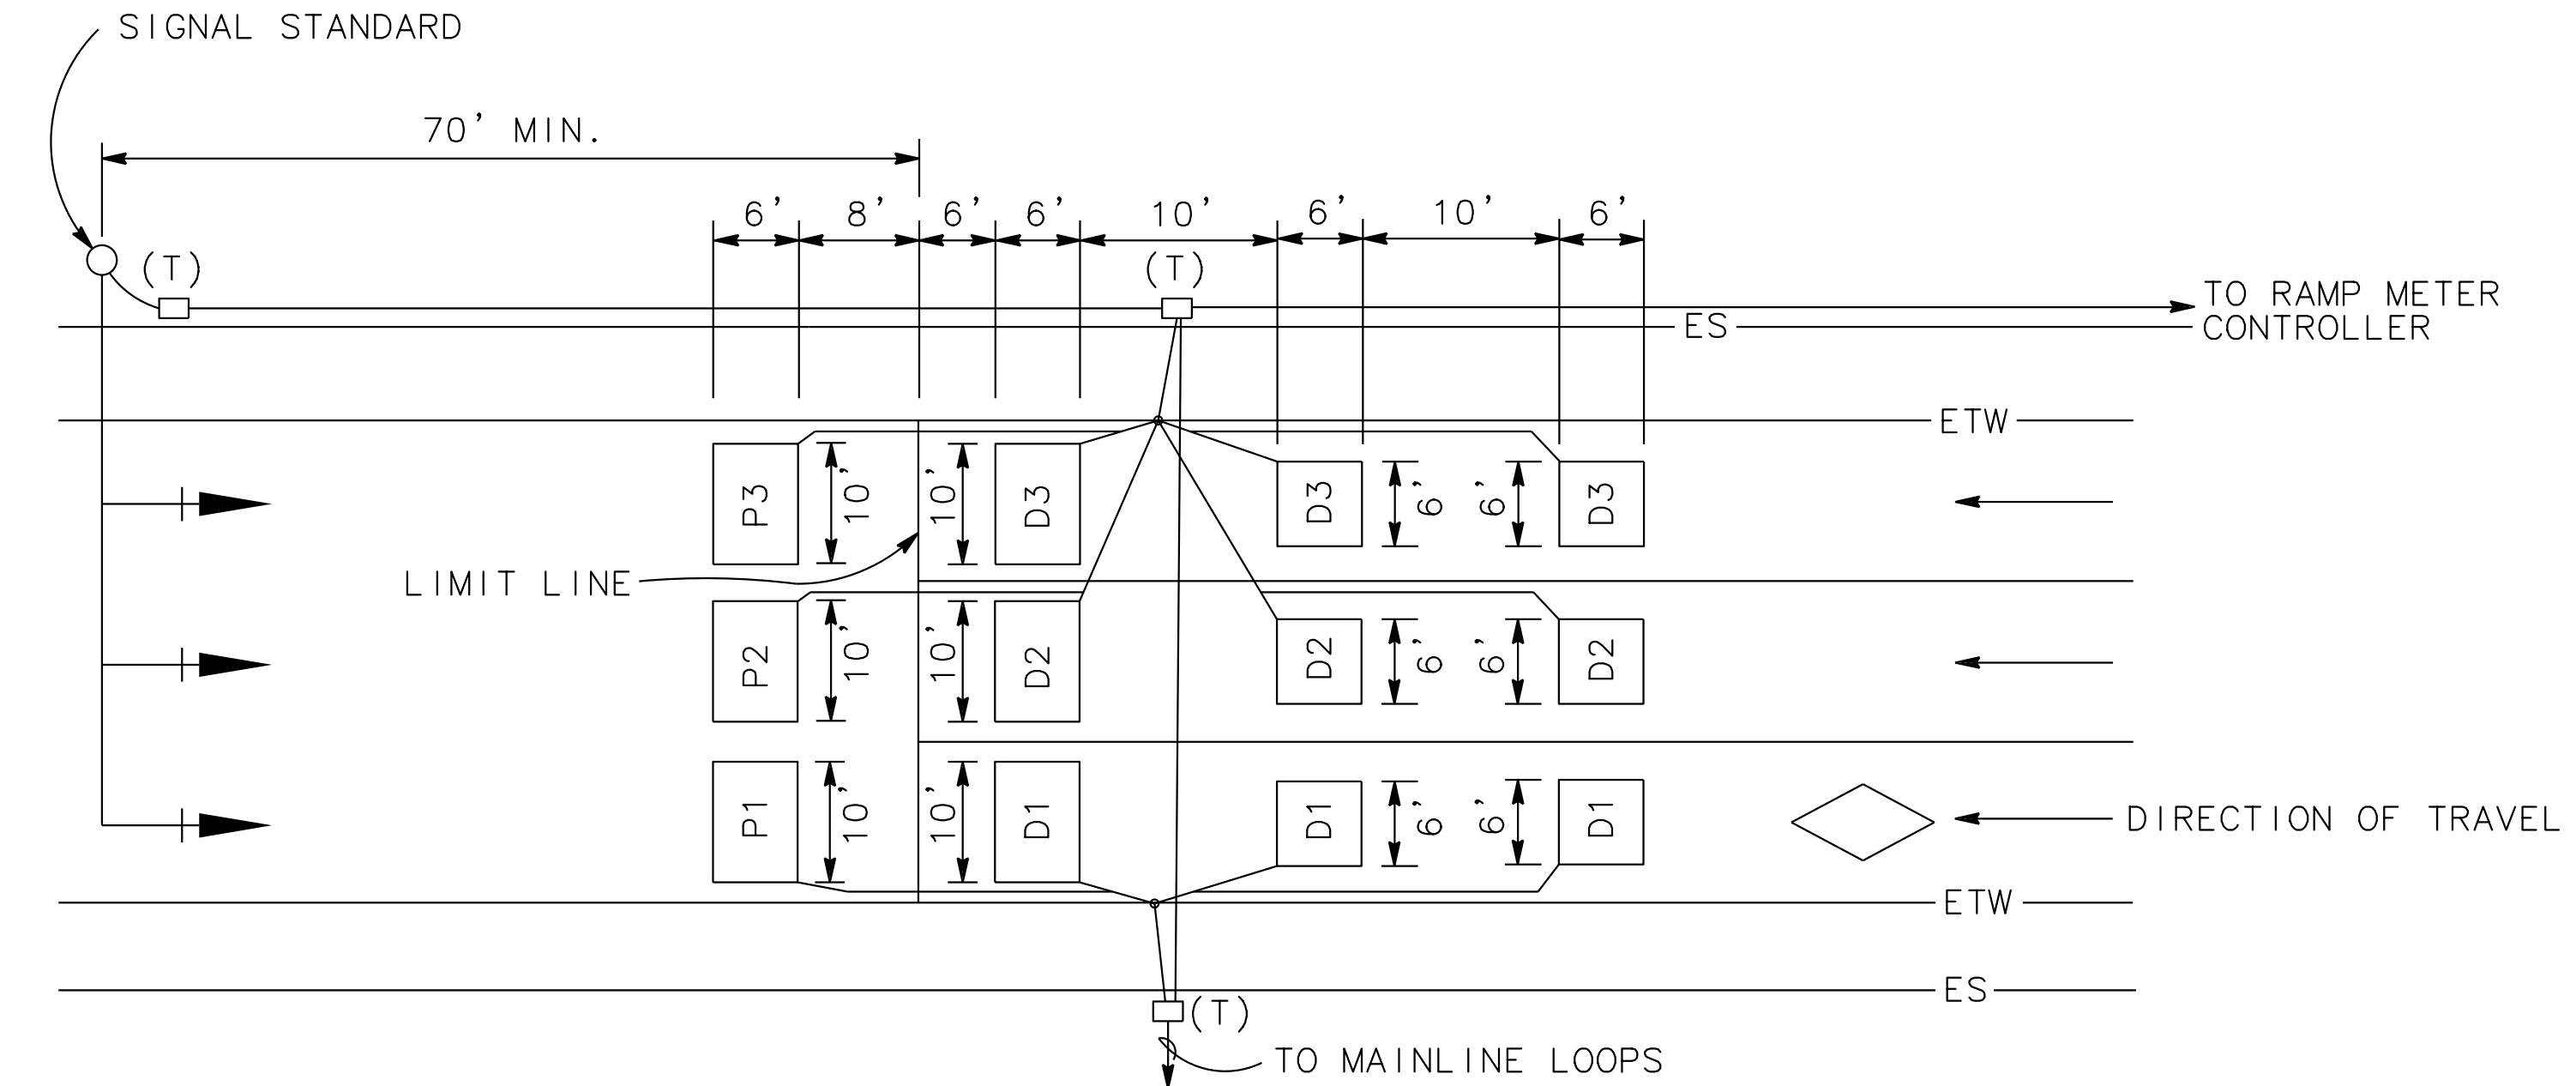 SIGNAL STANDARD
70' MIN.
6' 8' 6' 6' 10' 6' 10' 6'
(T) (T)
TO RAMP METER
CONTROLLER
ES
ETW
P3 10' 10' D3 D3 6' 6' D3
LIMIT LINE
P2 10' 10' D2 D2 6' 6' D2
P1 10' 10' D1 D1 6' 6' D1
DIRECTION OF TRAVEL
ETW
ES
(T)
TO MAINLINE LOOPS